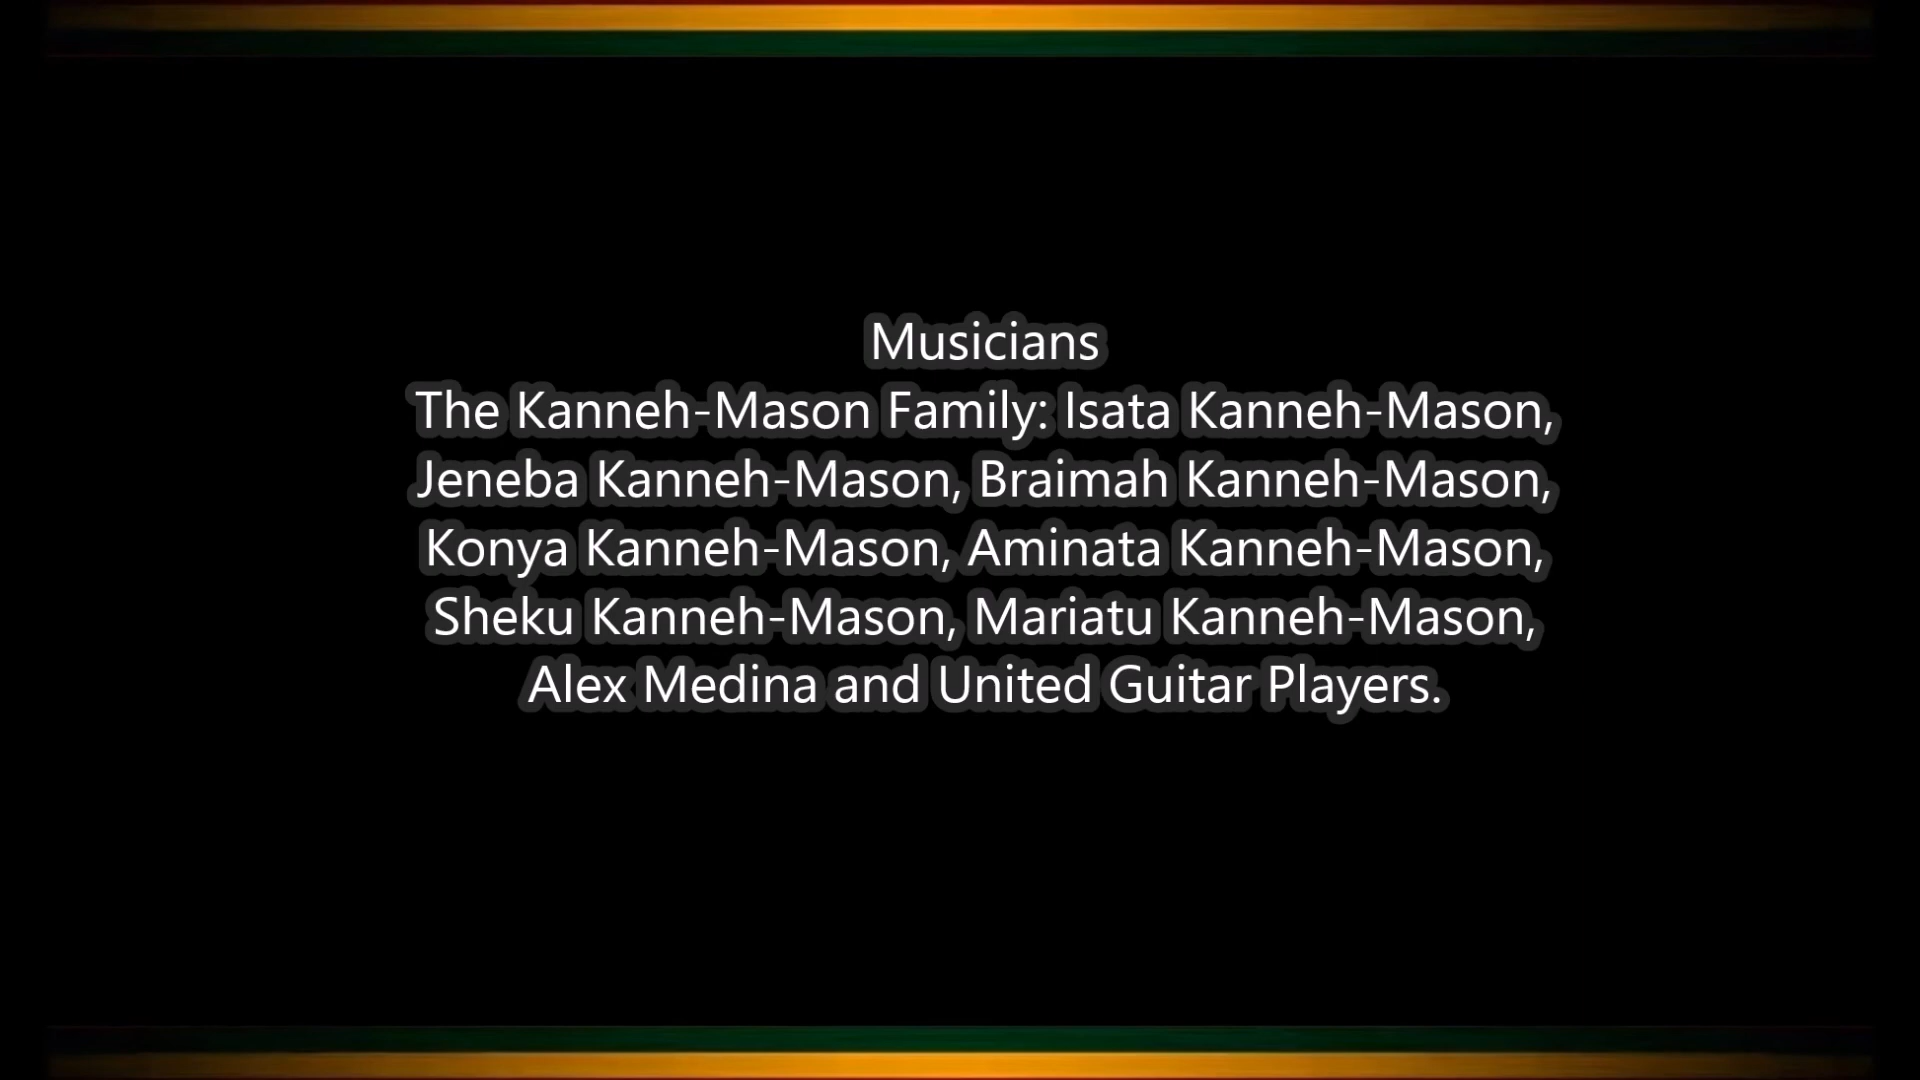 Musicians
The Kanneh-Mason Family: Isata Kanneh-Mason,
Jeneba Kanneh-Mason, Braimah Kanneh-Mason,
Konya Kanneh-Mason, Aminata Kanneh-Mason,
Sheku Kanneh-Mason, Mariatu Kanneh-Mason,
Alex Medina and United Guitar Players.